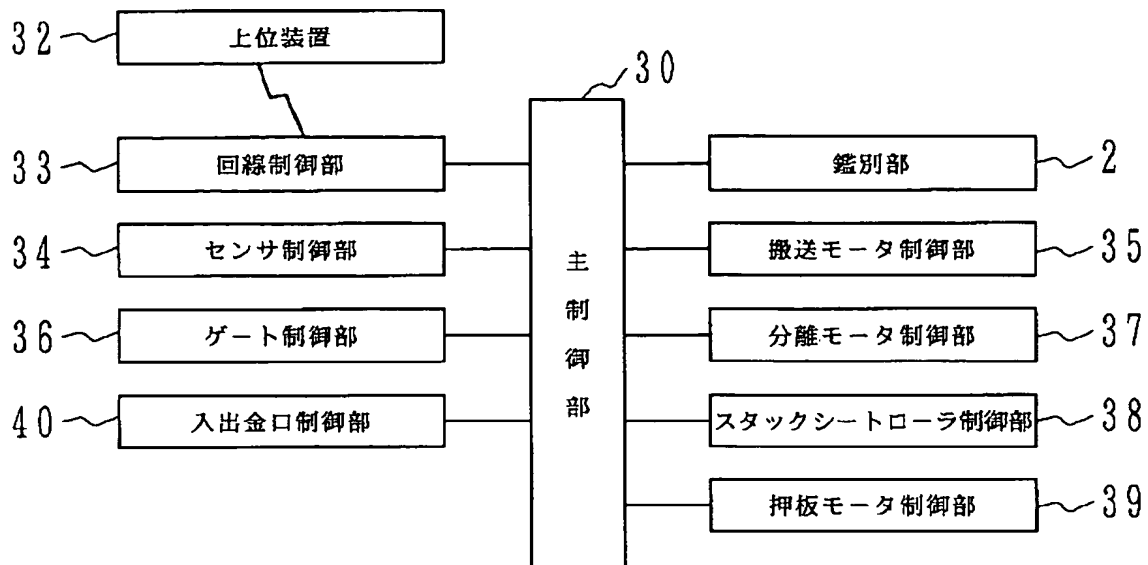 32 上位装置
30
33 回線制御部
鑑別部 2
34 センサ制御部
搬送モータ制御部 35
主制御部
36 ゲート制御部
分離モータ制御部 37
40 入出金口制御部
スタックシートローラ制御部 38
押板モータ制御部 39